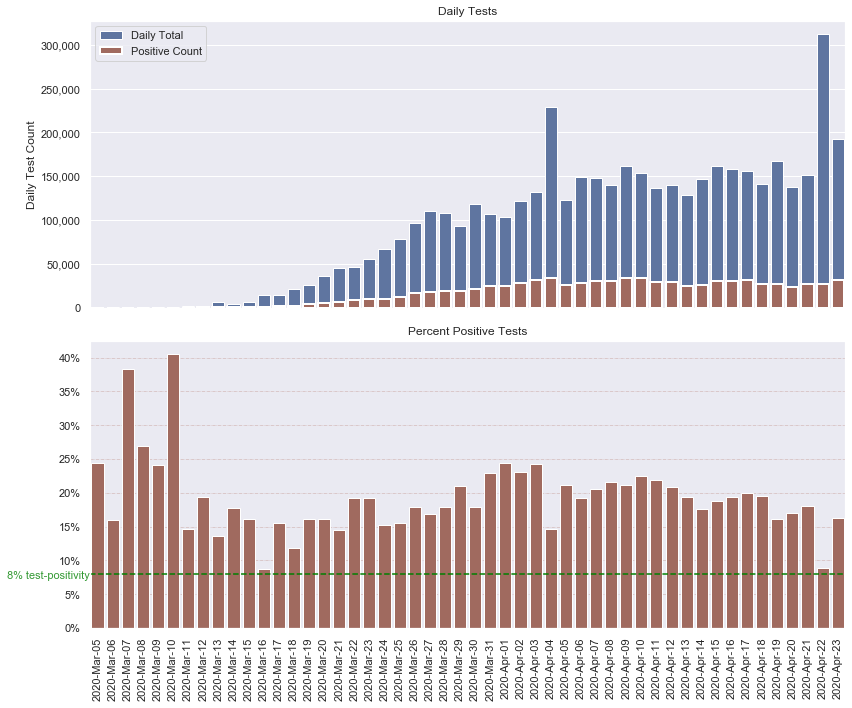 Daily Tests
Daily Total
Positive Count
300,000
250,000
200,000
150,000
100,000
50,000
0
Daily Test Count
Percent Positive Tests
40%
35%
30%
25%
20%
15%
10%
8% test-positivity
5%
0%
2020-Mar-05
2020-Mar-06
2020-Mar-07
2020-Mar-08
2020-Mar-09
2020-Mar-10
2020-Mar-11
2020-Mar-12
2020-Mar-13
2020-Mar-14
2020-Mar-15
2020-Mar-16
2020-Mar-17
2020-Mar-18
2020-Mar-19
2020-Mar-20
2020-Mar-21
2020-Mar-22
2020-Mar-23
2020-Mar-24
2020-Mar-25
2020-Mar-26
2020-Mar-27
2020-Mar-28
2020-Mar-29
2020-Mar-30
2020-Mar-31
2020-Apr-01
2020-Apr-02
2020-Apr-03
2020-Apr-04
2020-Apr-05
2020-Apr-06
2020-Apr-07
2020-Apr-08
2020-Apr-09
2020-Apr-10
2020-Apr-11
2020-Apr-12
2020-Apr-13
2020-Apr-14
2020-Apr-15
2020-Apr-16
2020-Apr-17
2020-Apr-18
2020-Apr-19
2020-Apr-20
2020-Apr-21
2020-Apr-22
2020-Apr-23